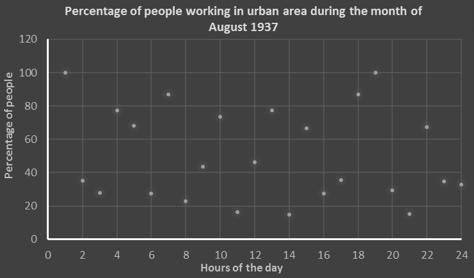 Percentage of people working in urban area during the month of
August 1937
120
100
80
60
40
20
0
Percentage of people
0 2 4 6 8 10 12 14 16 18 20 22 24
Hours of the day